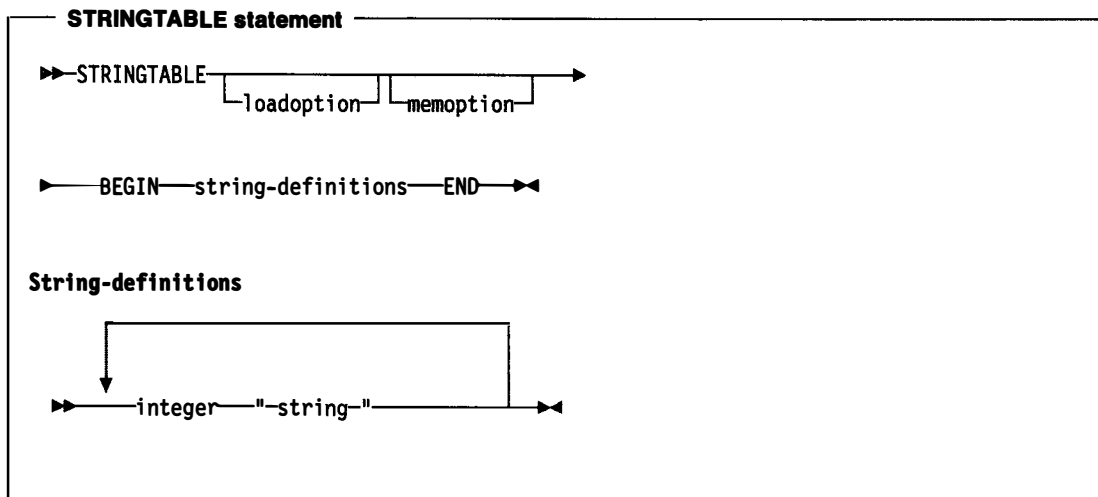 STRINGTABLE statement
STRINGTABLE
loadoption memoption
BEGIN string-definitions END
String-definitions
integer "string"